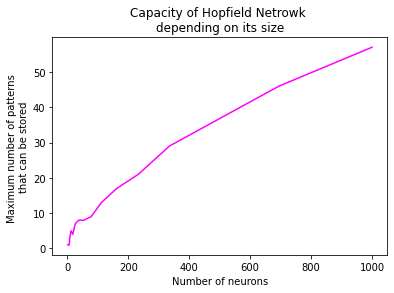 Capacity of Hopfield Netrowk
depending on its size
Maximum number of patterns
that can be stored
50
40
30
20
10
0
0 200 400 600 800 1000
Number of neurons